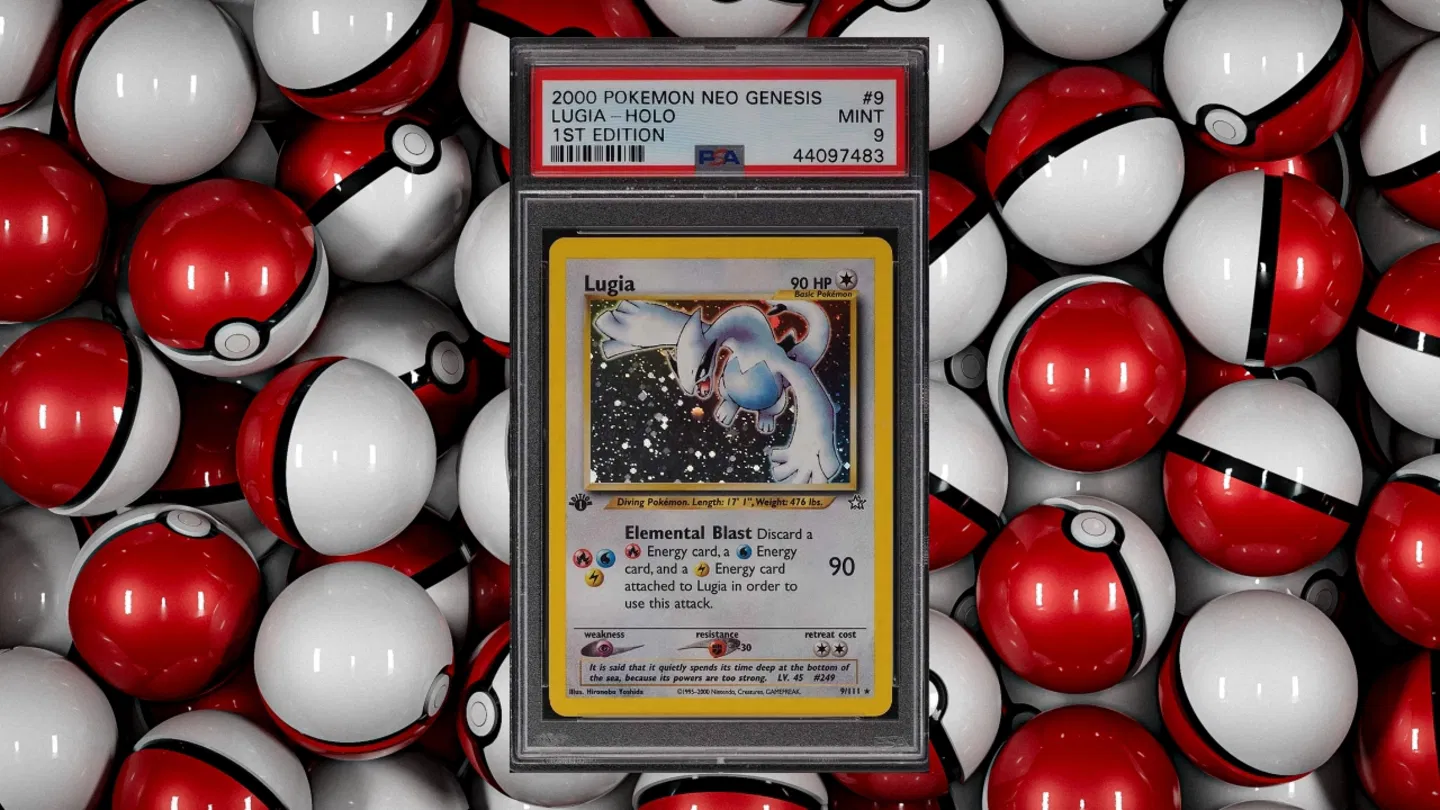 2000 POKEMON NEO GENESIS #9
LUGIA – HOLO MINT
1ST EDITION 9
PSA 44097483
Lugia 90 HP
Basic Pokémon
EDITION
1
Diving Pokémon. Length: 17' 1", Weight: 476 lbs.
Elemental Blast Discard a
Energy card, a Energy
card, and a Energy card
attached to Lugia in order to
use this attack.
90
weakness resistance retreat cost
-30
It is said that it quietly spends its time deep at the bottom of
the sea, because its powers are too strong. LV. 45 #249
Illus. Hironobu Yoshida ©1995-2000 Nintendo, Creatures, GAMEFREAK. 9/111 ★